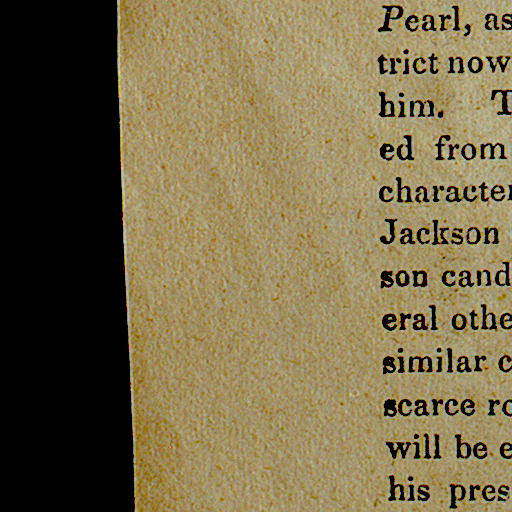 Pearl, as
trict now
him. T
ed from
character
Jackson
son cand
eral othe
similar c
scarce ro
will be e
his pres